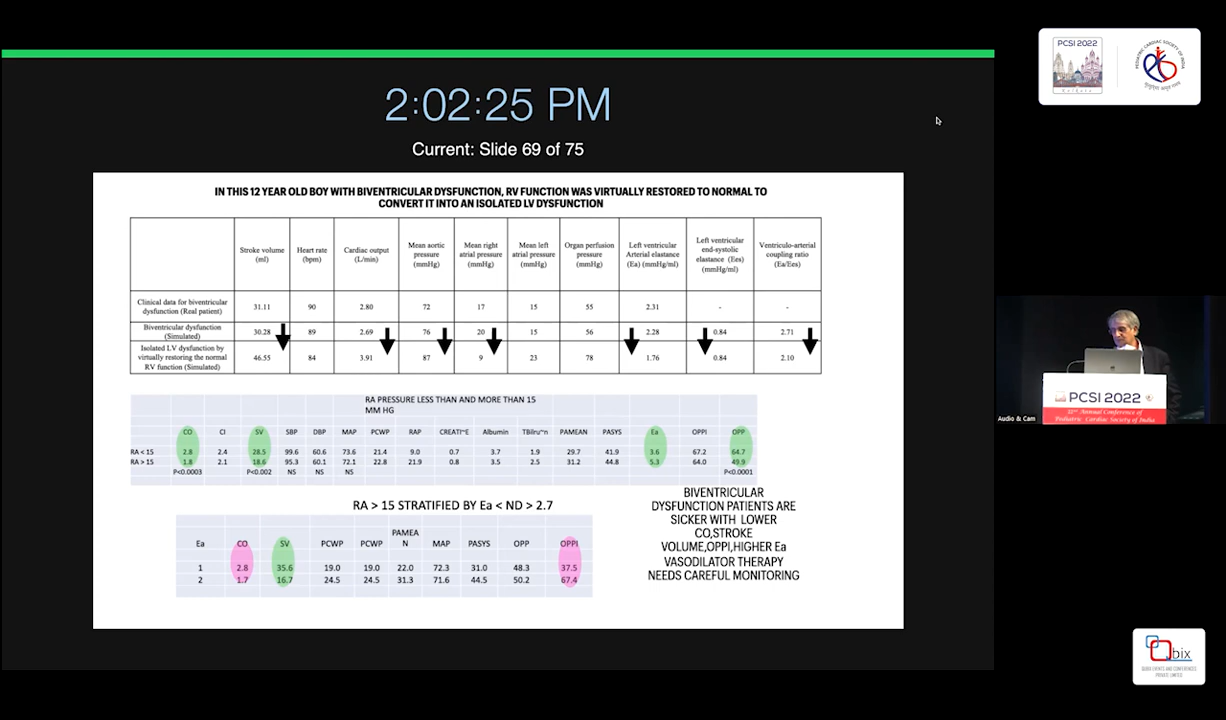 2:02:25 PM
Current: Slide 69 of 75
IN THIS 12 YEAR OLD BOY WITH BIVENTRICULAR DYSFUNCTION, RV FUNCTION WAS VIRTUALLY RESTORED TO NORMAL TO
CONVERT IT INTO AN ISOLATED LV DYSFUNCTION
Stroke volume (ml) Heart rate (bpm) Cardiac output (L/min) Mean aortic pressure (mmHg) Mean right atrial pressure (mmHg) Mean left atrial pressure (mmHg) Organ perfusion pressure (mmHg) Left ventricular Arterial elastance (Ea) (mmHg/ml) Left ventricular end-systolic elastance (Ees) (mmHg/ml) Ventriculo-arterial coupling ratio (Ea/Ees)
Clinical data for biventricular dysfunction (Real patient) 31.11 90 2.80 72 17 15 55 2.31 - -
Biventricular dysfunction (Simulated) 30.28 89 2.69 76 20 15 56 2.28 0.84 2.71
Isolated LV dysfunction by virtually restoring the normal RV function (Simulated) 46.55 84 3.91 87 9 23 78 1.76 0.84 2.10
RA PRESSURE LESS THAN AND MORE THAN 15
MM HG
CO CI SV SBP DBP MAP PCWP RAP CREATI~E Albumin TBilru~n PAMEAN PASYS Ea OPPI OPP
RA < 15 2.8 2.4 28.5 99.6 60.6 73.6 21.4 9.0 0.7 3.7 1.9 29.7 41.9 3.6 67.2 64.7
RA > 15 1.8 2.1 18.6 95.3 60.1 72.1 22.8 21.9 0.8 3.5 2.5 31.2 44.8 5.3 64.0 49.9
P<0.0003 P<0.002 NS NS NS P<0.0001
RA > 15 STRATIFIED BY Ea < ND > 2.7
Ea CO SV PCWP PCWP PAMEA
N MAP PASYS OPP OPPI
1 2.8 35.6 19.0 19.0 22.0 72.3 31.0 48.3 37.5
2 1.7 16.7 24.5 24.5 31.3 71.6 44.5 50.2 67.4
BIVENTRICULAR
DYSFUNCTION PATIENTS ARE
SICKER WITH LOWER
CO,STROKE
VOLUME,OPPI,HIGHER Ea
VASODILATOR THERAPY
NEEDS CAREFUL MONITORING
PCSI 2022
Kolkata
PEDIATRIC CARDIAC SOCIETY OF INDIA
Audio & Cam
PCSI 2022
Annual Conference of
Pediatric Cardiac Society of India
Qbix
QUBIX EVENTS AND CONFERENCES
PRIVATE LIMITED